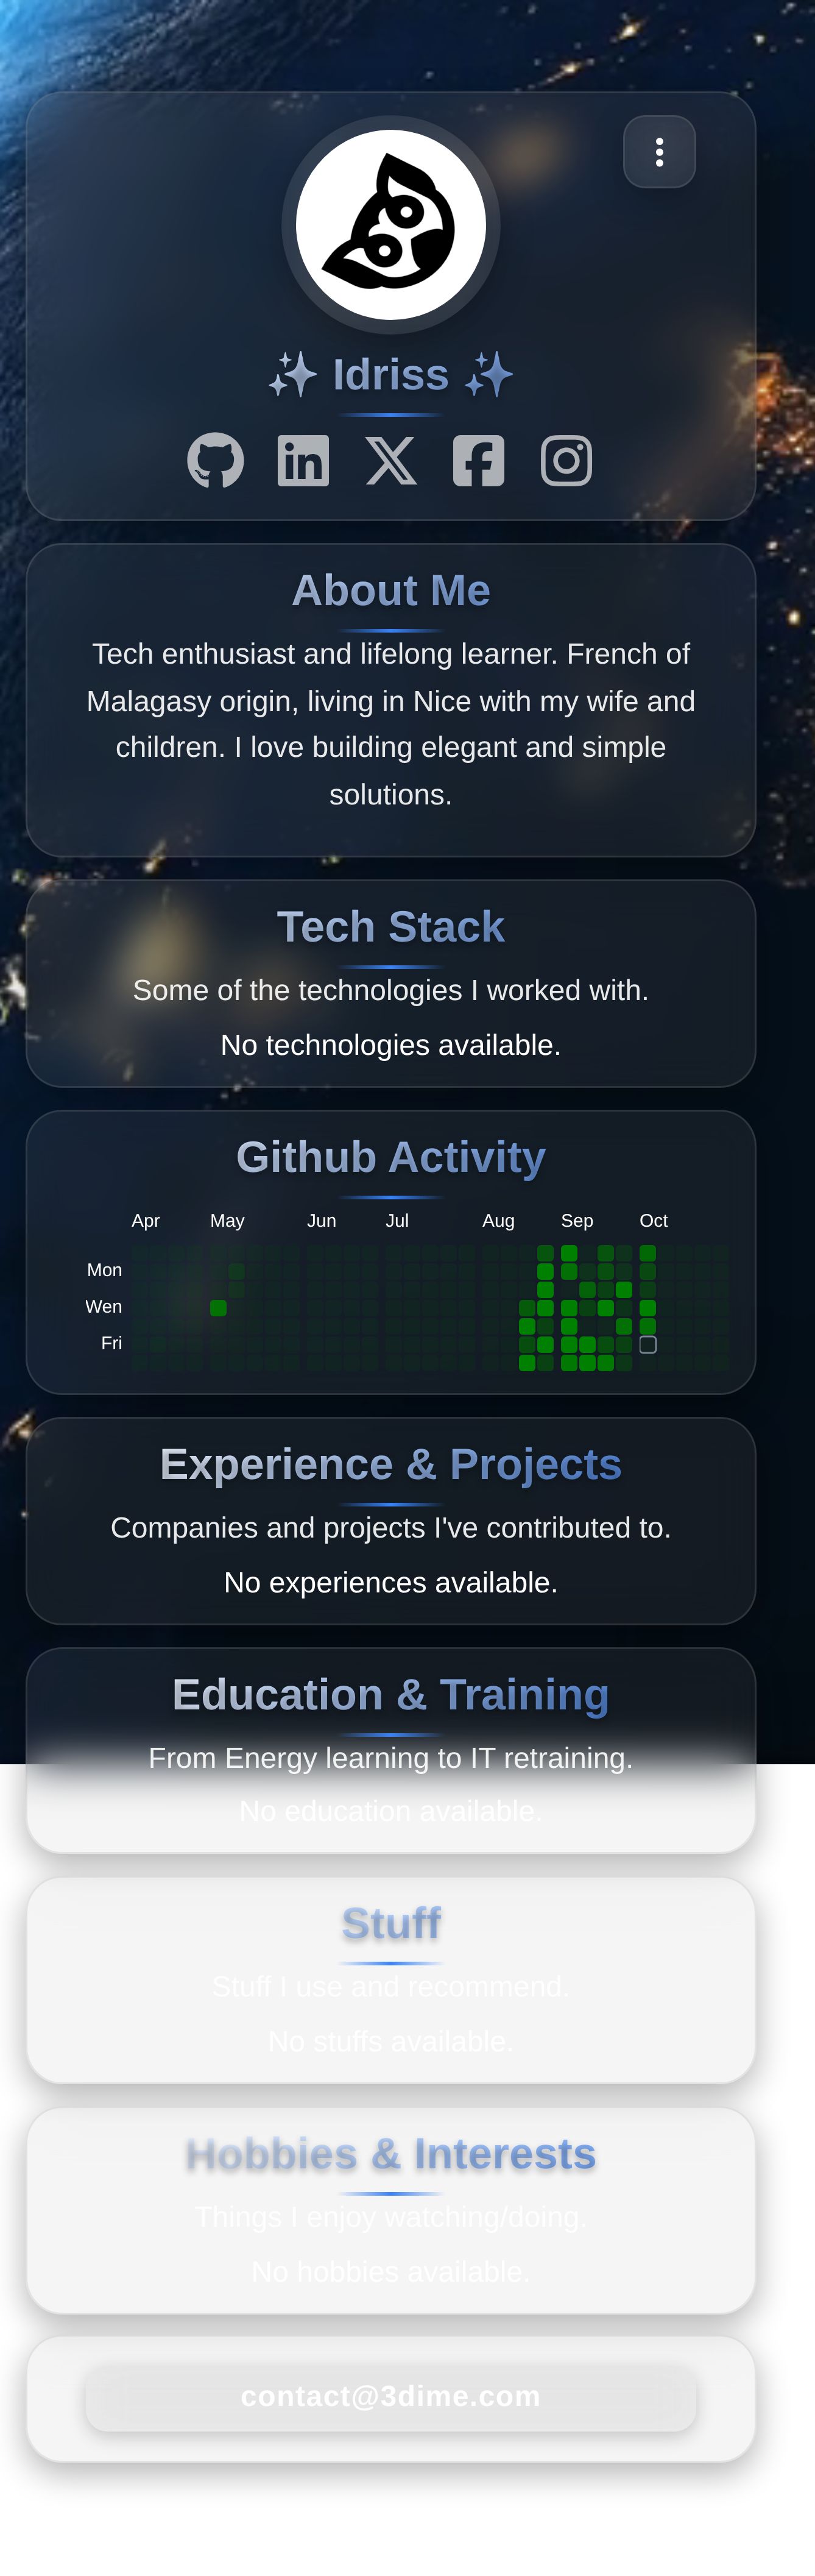 ✨ Idriss ✨
About Me
Tech enthusiast and lifelong learner. French of
Malagasy origin, living in Nice with my wife and
children. I love building elegant and simple
solutions.
Tech Stack
Some of the technologies I worked with.
No technologies available.
Github Activity
Apr May Jun Jul Aug Sep Oct
Mon
Wen
Fri
Experience & Projects
Companies and projects I've contributed to.
No experiences available.
Education & Training
From Energy learning to IT retraining.
No education available.
Stuff
Stuff I use and recommend.
No stuffs available.
Hobbies & Interests
Things I enjoy watching/doing.
No hobbies available.
contact@3dime.com